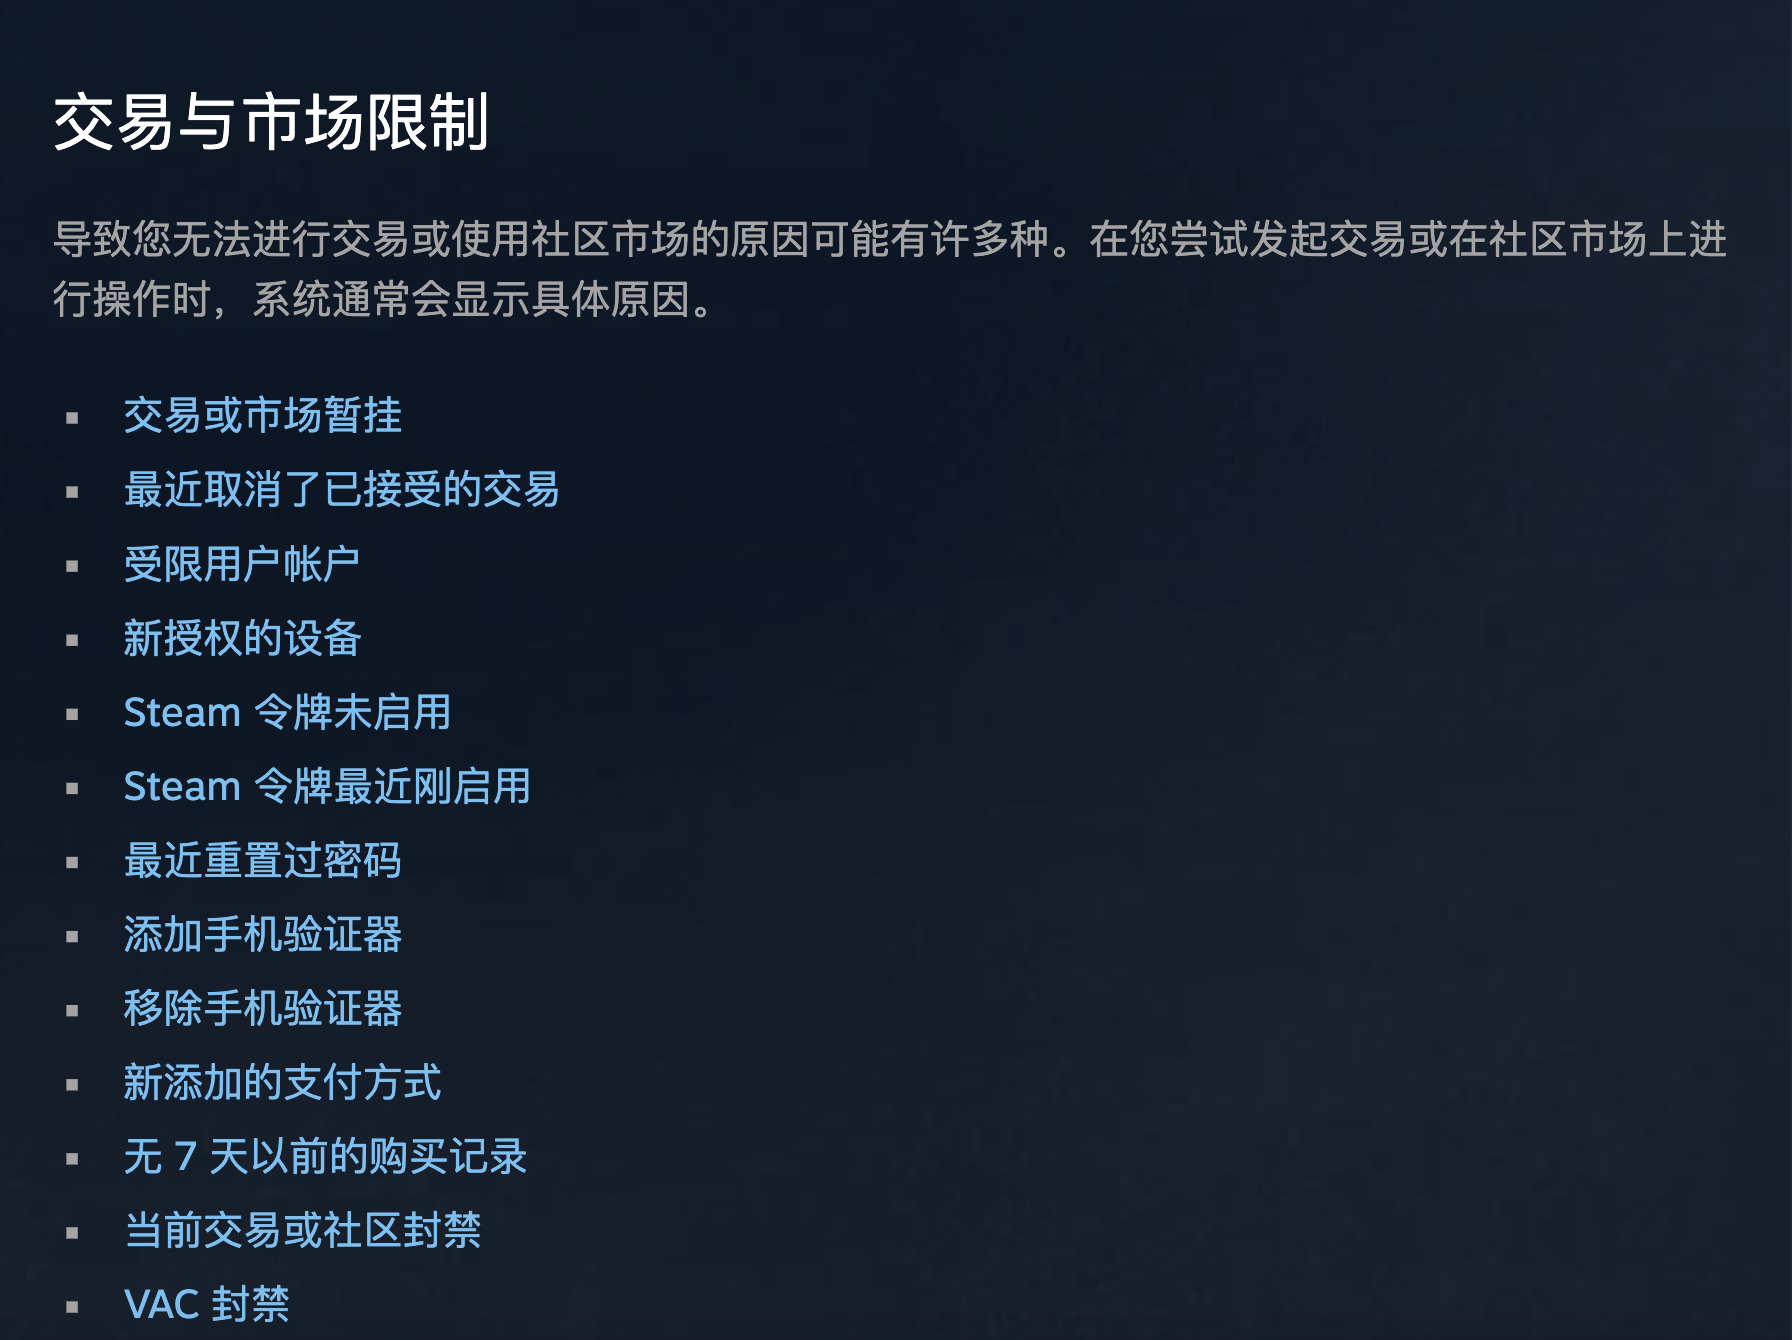 交易与市场限制
导致您无法进行交易或使用社区市场的原因可能有许多种。在您尝试发起交易或在社区市场上进
行操作时，系统通常会显示具体原因。
交易或市场暂挂
最近取消了已接受的交易
受限用户帐户
新授权的设备
Steam 令牌未启用
Steam 令牌最近刚启用
最近重置过密码
添加手机验证器
移除手机验证器
新添加的支付方式
无 7 天以前的购买记录
当前交易或社区封禁
VAC 封禁